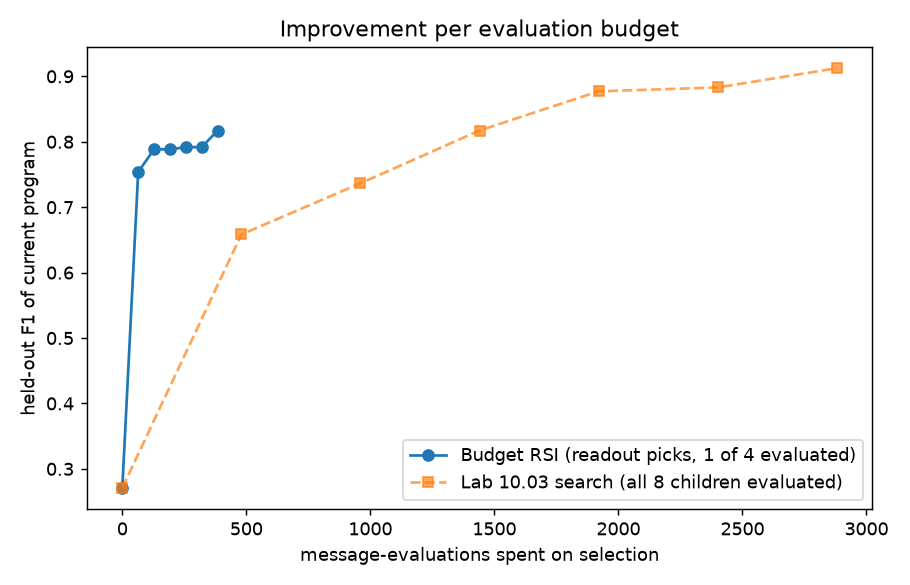 Improvement per evaluation budget
held-out F1 of current program
0.9
0.8
0.7
0.6
0.5
0.4
0.3
Budget RSI (readout picks, 1 of 4 evaluated)
Lab 10.03 search (all 8 children evaluated)
0 500 1000 1500 2000 2500 3000
message-evaluations spent on selection